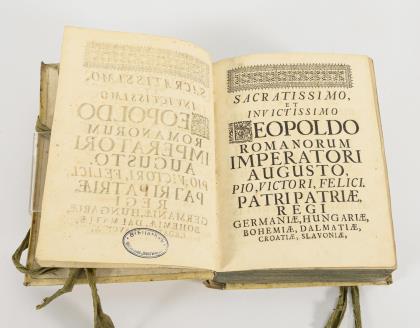 SACRATISSIMO,
ET
INVICTISSIMO
LEOPOLDO
ROMANORUM
IMPERATORI
AUGUSTO,
PIO, VICTORI, FELICI.
PATRI PATRIÆ,
REGI
GERMANIÆ, HUNGARIÆ,
BOHEMIÆ, DALMATIÆ,
CROATIÆ, SLAVONIÆ,